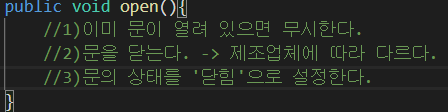 public void open(){
//1)이미 문이 열려 있으면 무시한다.
//2)문을 닫는다. -> 제조업체에 따라 다르다.
//3)문의 상태를 '닫힘'으로 설정한다.
}